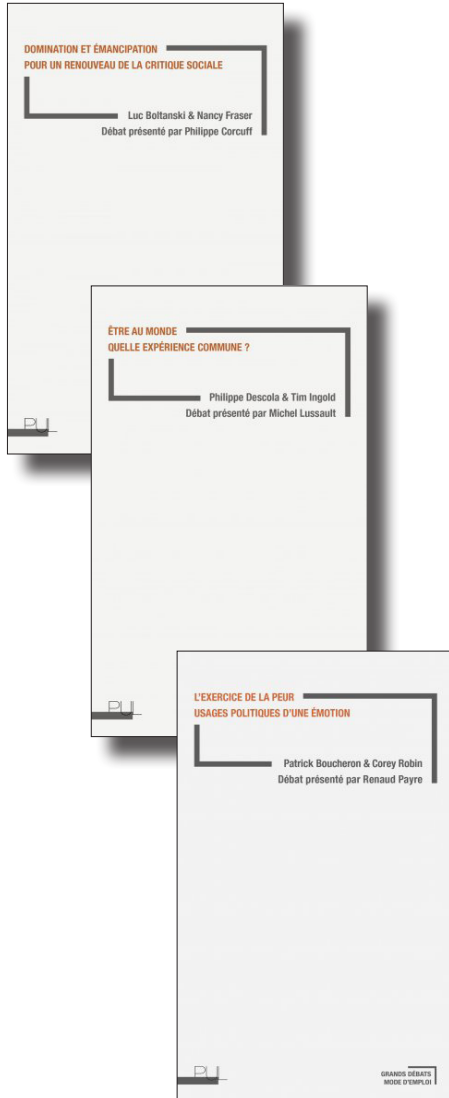 DOMINATION ET ÉMANCIPATION
POUR UN RENOUVEAU DE LA CRITIQUE SOCIALE
Luc Boltanski & Nancy Fraser
Débat présenté par Philippe Corcuff
PUL
ÊTRE AU MONDE
QUELLE EXPÉRIENCE COMMUNE ?
Philippe Descola & Tim Ingold
Débat présenté par Michel Lussault
PUL
L'EXERCICE DE LA PEUR
USAGES POLITIQUES D'UNE ÉMOTION
Patrick Boucheron & Corey Robin
Débat présenté par Renaud Payre
PUL
GRANDS DÉBATS
MODE D'EMPLOI